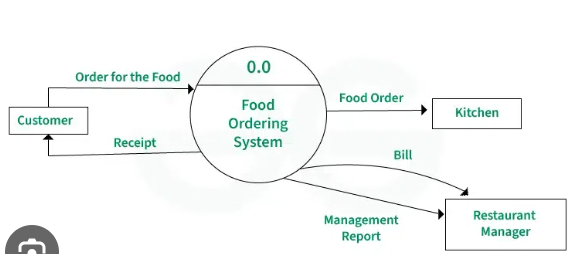 0.0
Order for the Food
Food Order
Food
Ordering
System
Customer
Kitchen
Receipt
Bill
Management
Report
Restaurant
Manager